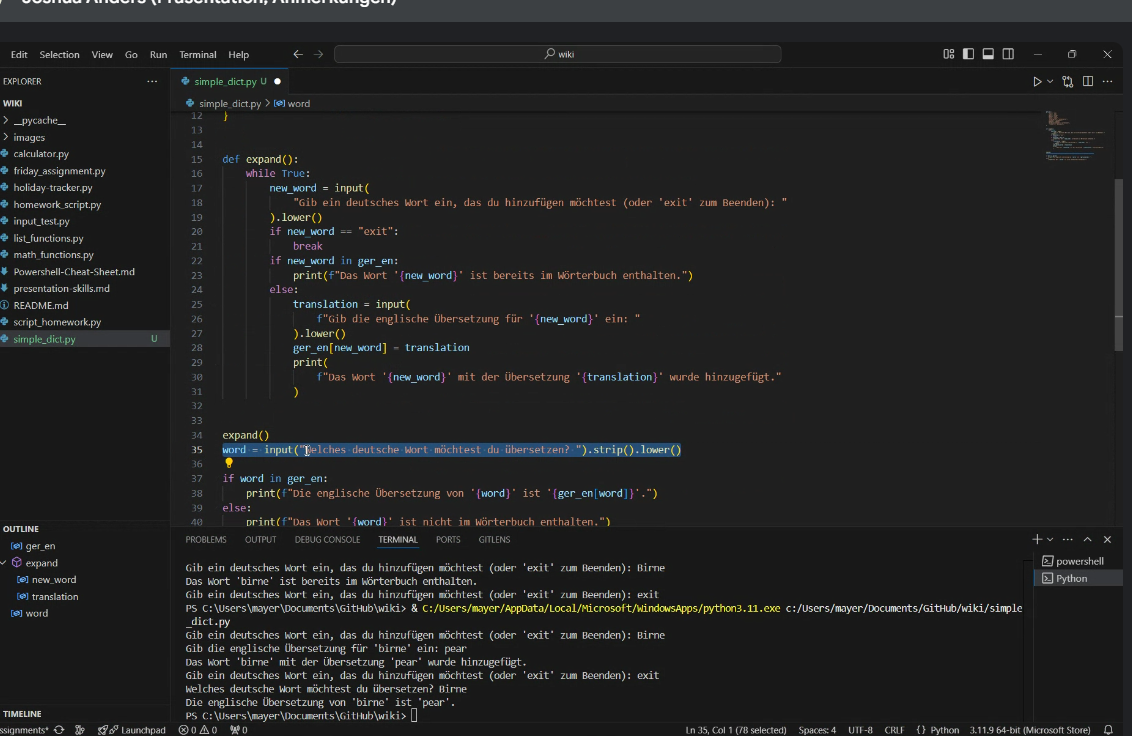 Joshua Anders (Präsentation, Anmerkungen)
Edit Selection View Go Run Terminal Help
wiki
EXPLORER
simple_dict.py U
WIKI
simple_dict.py > word
__pycache__
images
calculator.py
friday_assignment.py
holiday-tracker.py
homework_script.py
input_test.py
list_functions.py
math_functions.py
Powershell-Cheat-Sheet.md
presentation-skills.md
README.md
script_homework.py
simple_dict.py U
12 }
13
14
15 def expand():
16 while True:
17 new_word = input(
18 "Gib ein deutsches Wort ein, das du hinzufügen möchtest (oder 'exit' zum Beenden): "
19 ).lower()
20 if new_word == "exit":
21 break
22 if new_word in ger_en:
23 print(f"Das Wort '{new_word}' ist bereits im Wörterbuch enthalten.")
24 else:
25 translation = input(
26 f"Gib die englische Übersetzung für '{new_word}' ein: "
27 ).lower()
28 ger_en[new_word] = translation
29 print(
30 f"Das Wort '{new_word}' mit der Übersetzung '{translation}' wurde hinzugefügt."
31 )
32
33
34 expand()
35 word = input("Welches deutsche Wort möchtest du übersetzen? ").strip().lower()
36
37 if word in ger_en:
38 print(f"Die englische Übersetzung von '{word}' ist '{ger_en[word]}'.")
39 else:
40 print(f"Das Wort '{word}' ist nicht im Wörterbuch enthalten.")
OUTLINE
ger_en
expand
new_word
translation
word
TIMELINE
PROBLEMS OUTPUT DEBUG CONSOLE TERMINAL PORTS GITLENS
powershell
Python
Gib ein deutsches Wort ein, das du hinzufügen möchtest (oder 'exit' zum Beenden): Birne
Das Wort 'birne' ist bereits im Wörterbuch enthalten.
Gib ein deutsches Wort ein, das du hinzufügen möchtest (oder 'exit' zum Beenden): exit
PS C:\Users\mayer\Documents\GitHub\wiki> & C:/Users/mayer/AppData/Local/Microsoft/WindowsApps/python3.11.exe c:/Users/mayer/Documents/GitHub/wiki/simple
_dict.py
Gib ein deutsches Wort ein, das du hinzufügen möchtest (oder 'exit' zum Beenden): Birne
Gib die englische Übersetzung für 'birne' ein: pear
Das Wort 'birne' mit der Übersetzung 'pear' wurde hinzugefügt.
Gib ein deutsches Wort ein, das du hinzufügen möchtest (oder 'exit' zum Beenden): exit
Welches deutsche Wort möchtest du übersetzen? Birne
Die englische Übersetzung von 'birne' ist 'pear'.
PS C:\Users\mayer\Documents\GitHub\wiki>
ssignments* Launchpad 0 0 0 Ln 35, Col 1 (78 selected) Spaces: 4 UTF-8 CRLF {} Python 3.11.9 64-bit (Microsoft Store)